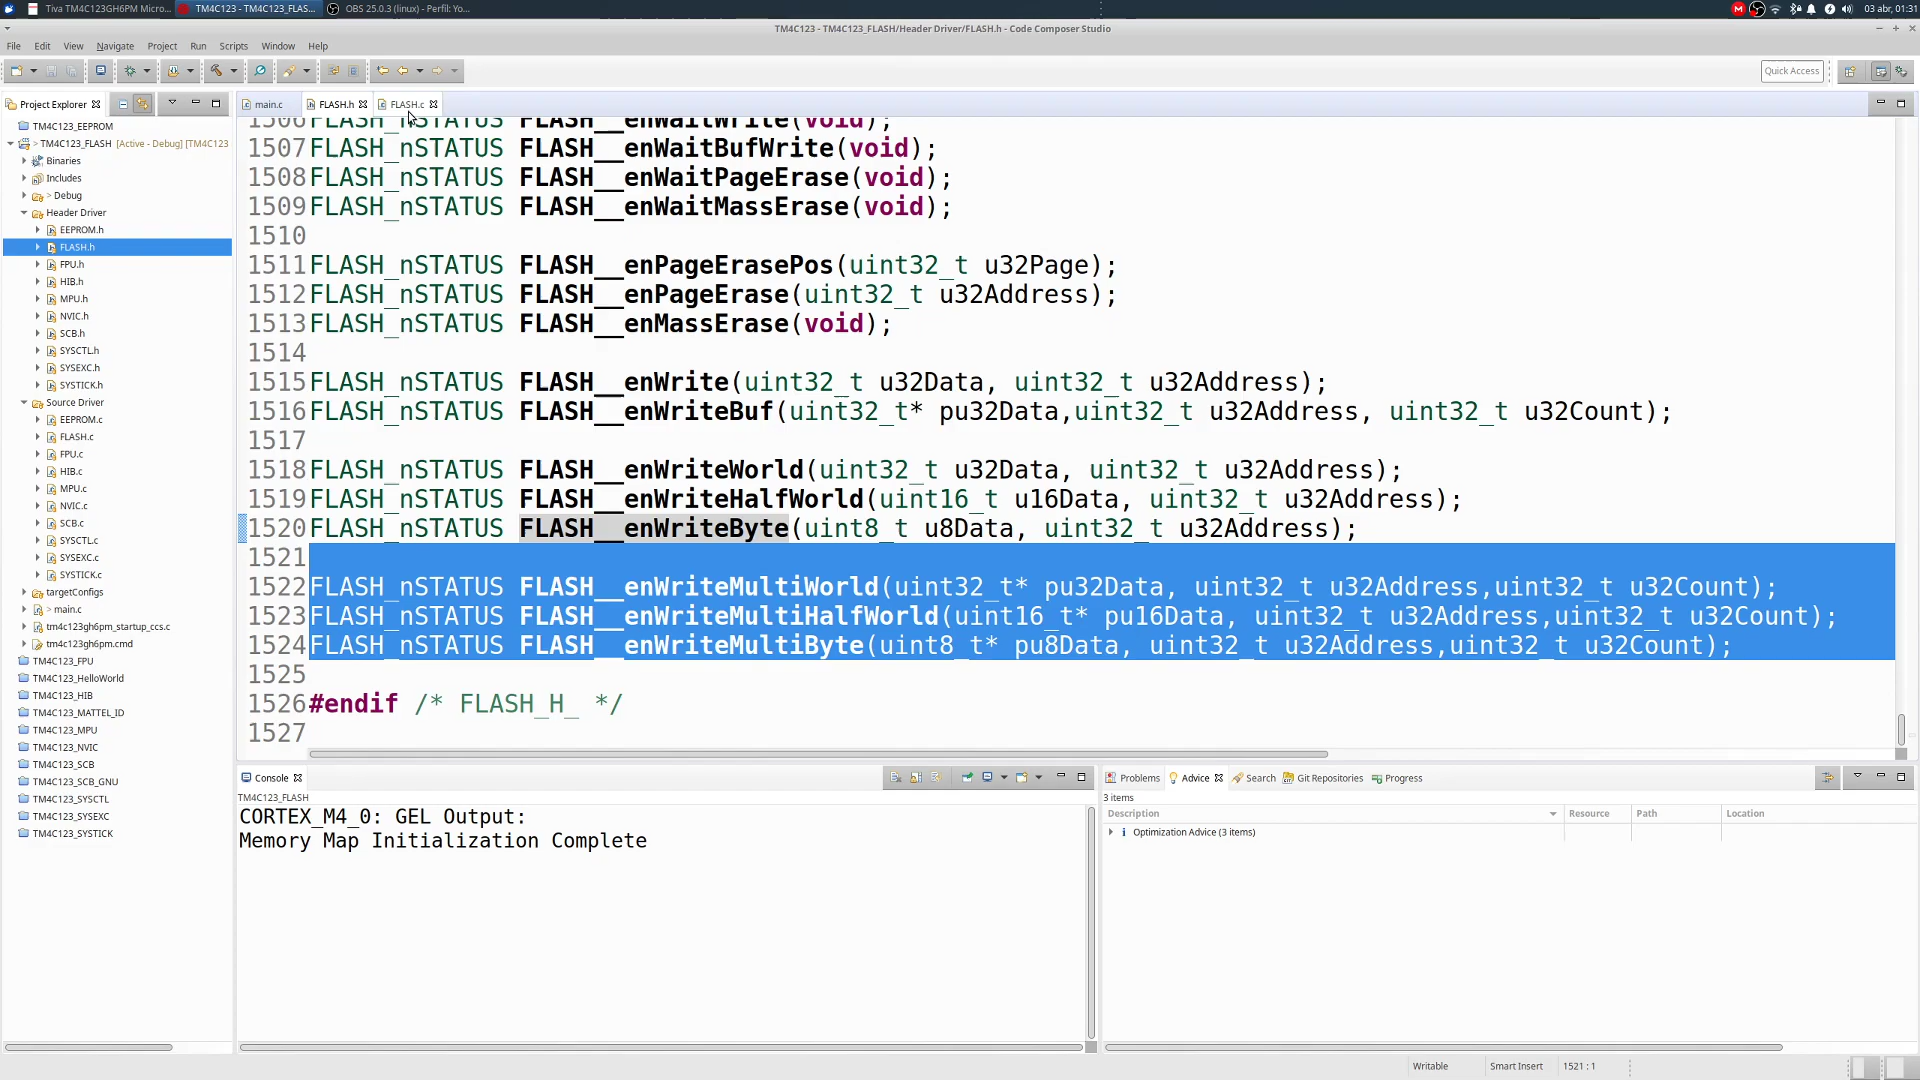 Tiva TM4C123GH6PM Micro...
TM4C123 - TM4C123_FLAS...
OBS 25.0.3 (linux) - Perfil: Yo...
03 abr, 01:31
TM4C123 - TM4C123_FLASH/Header Driver/FLASH.h - Code Composer Studio
File Edit View Navigate Project Run Scripts Window Help
Quick Access
Project Explorer
TM4C123_EEPROM
> TM4C123_FLASH [Active - Debug] [TM4C123
Binaries
Includes
> Debug
Header Driver
EEPROM.h
FLASH.h
FPU.h
HIB.h
MPU.h
NVIC.h
SCB.h
SYSCTL.h
SYSEXC.h
SYSTICK.h
Source Driver
EEPROM.c
FLASH.c
FPU.c
HIB.c
MPU.c
NVIC.c
SCB.c
SYSCTL.c
SYSEXC.c
SYSTICK.c
targetConfigs
> main.c
tm4c123gh6pm_startup_ccs.c
tm4c123gh6pm.cmd
TM4C123_FPU
TM4C123_HelloWorld
TM4C123_HIB
TM4C123_MATTEL_ID
TM4C123_MPU
TM4C123_NVIC
TM4C123_SCB
TM4C123_SCB_GNU
TM4C123_SYSCTL
TM4C123_SYSEXC
TM4C123_SYSTICK
main.c FLASH.h FLASH.c
1506 FLASH_nSTATUS FLASH__enWaitWrite(void);
1507 FLASH_nSTATUS FLASH__enWaitBufWrite(void);
1508 FLASH_nSTATUS FLASH__enWaitPageErase(void);
1509 FLASH_nSTATUS FLASH__enWaitMassErase(void);
1510
1511 FLASH_nSTATUS FLASH__enPageErasePos(uint32_t u32Page);
1512 FLASH_nSTATUS FLASH__enPageErase(uint32_t u32Address);
1513 FLASH_nSTATUS FLASH__enMassErase(void);
1514
1515 FLASH_nSTATUS FLASH__enWrite(uint32_t u32Data, uint32_t u32Address);
1516 FLASH_nSTATUS FLASH__enWriteBuf(uint32_t* pu32Data,uint32_t u32Address, uint32_t u32Count);
1517
1518 FLASH_nSTATUS FLASH__enWriteWorld(uint32_t u32Data, uint32_t u32Address);
1519 FLASH_nSTATUS FLASH__enWriteHalfWorld(uint16_t u16Data, uint32_t u32Address);
1520 FLASH_nSTATUS FLASH__enWriteByte(uint8_t u8Data, uint32_t u32Address);
1521
1522 FLASH_nSTATUS FLASH__enWriteMultiWorld(uint32_t* pu32Data, uint32_t u32Address,uint32_t u32Count);
1523 FLASH_nSTATUS FLASH__enWriteMultiHalfWorld(uint16_t* pu16Data, uint32_t u32Address,uint32_t u32Count);
1524 FLASH_nSTATUS FLASH__enWriteMultiByte(uint8_t* pu8Data, uint32_t u32Address,uint32_t u32Count);
1525
1526 #endif /* FLASH_H_ */
1527
Console
TM4C123_FLASH
CORTEX_M4_0: GEL Output:
Memory Map Initialization Complete
Problems Advice Search Git Repositories Progress
3 items
Description Resource Path Location
Optimization Advice (3 items)
Writable Smart Insert 1521 : 1